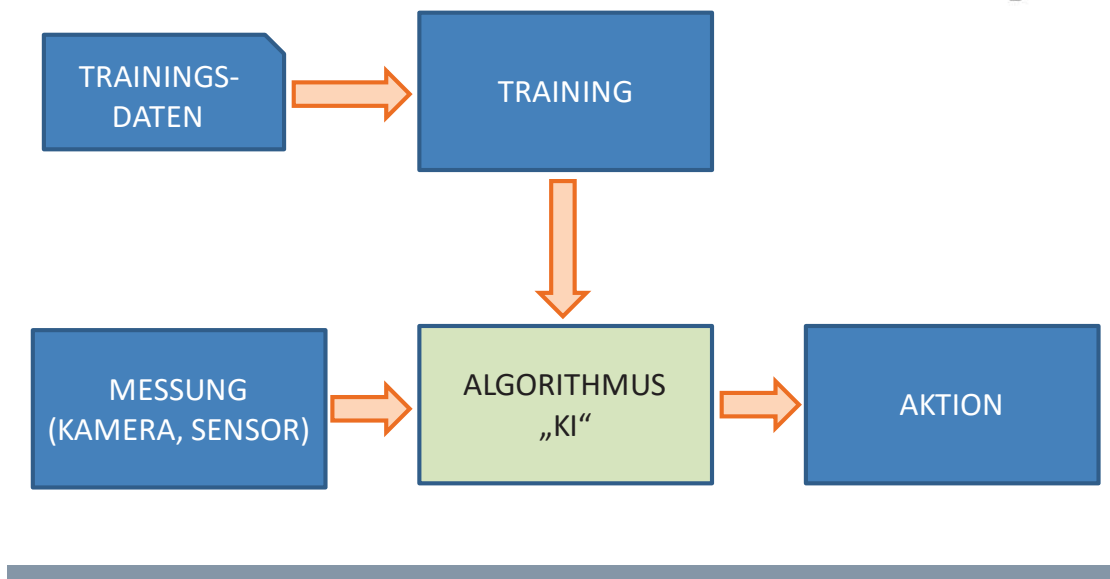 TRAININGS-
DATEN
TRAINING
MESSUNG
(KAMERA, SENSOR)
ALGORITHMUS
„KI“
AKTION